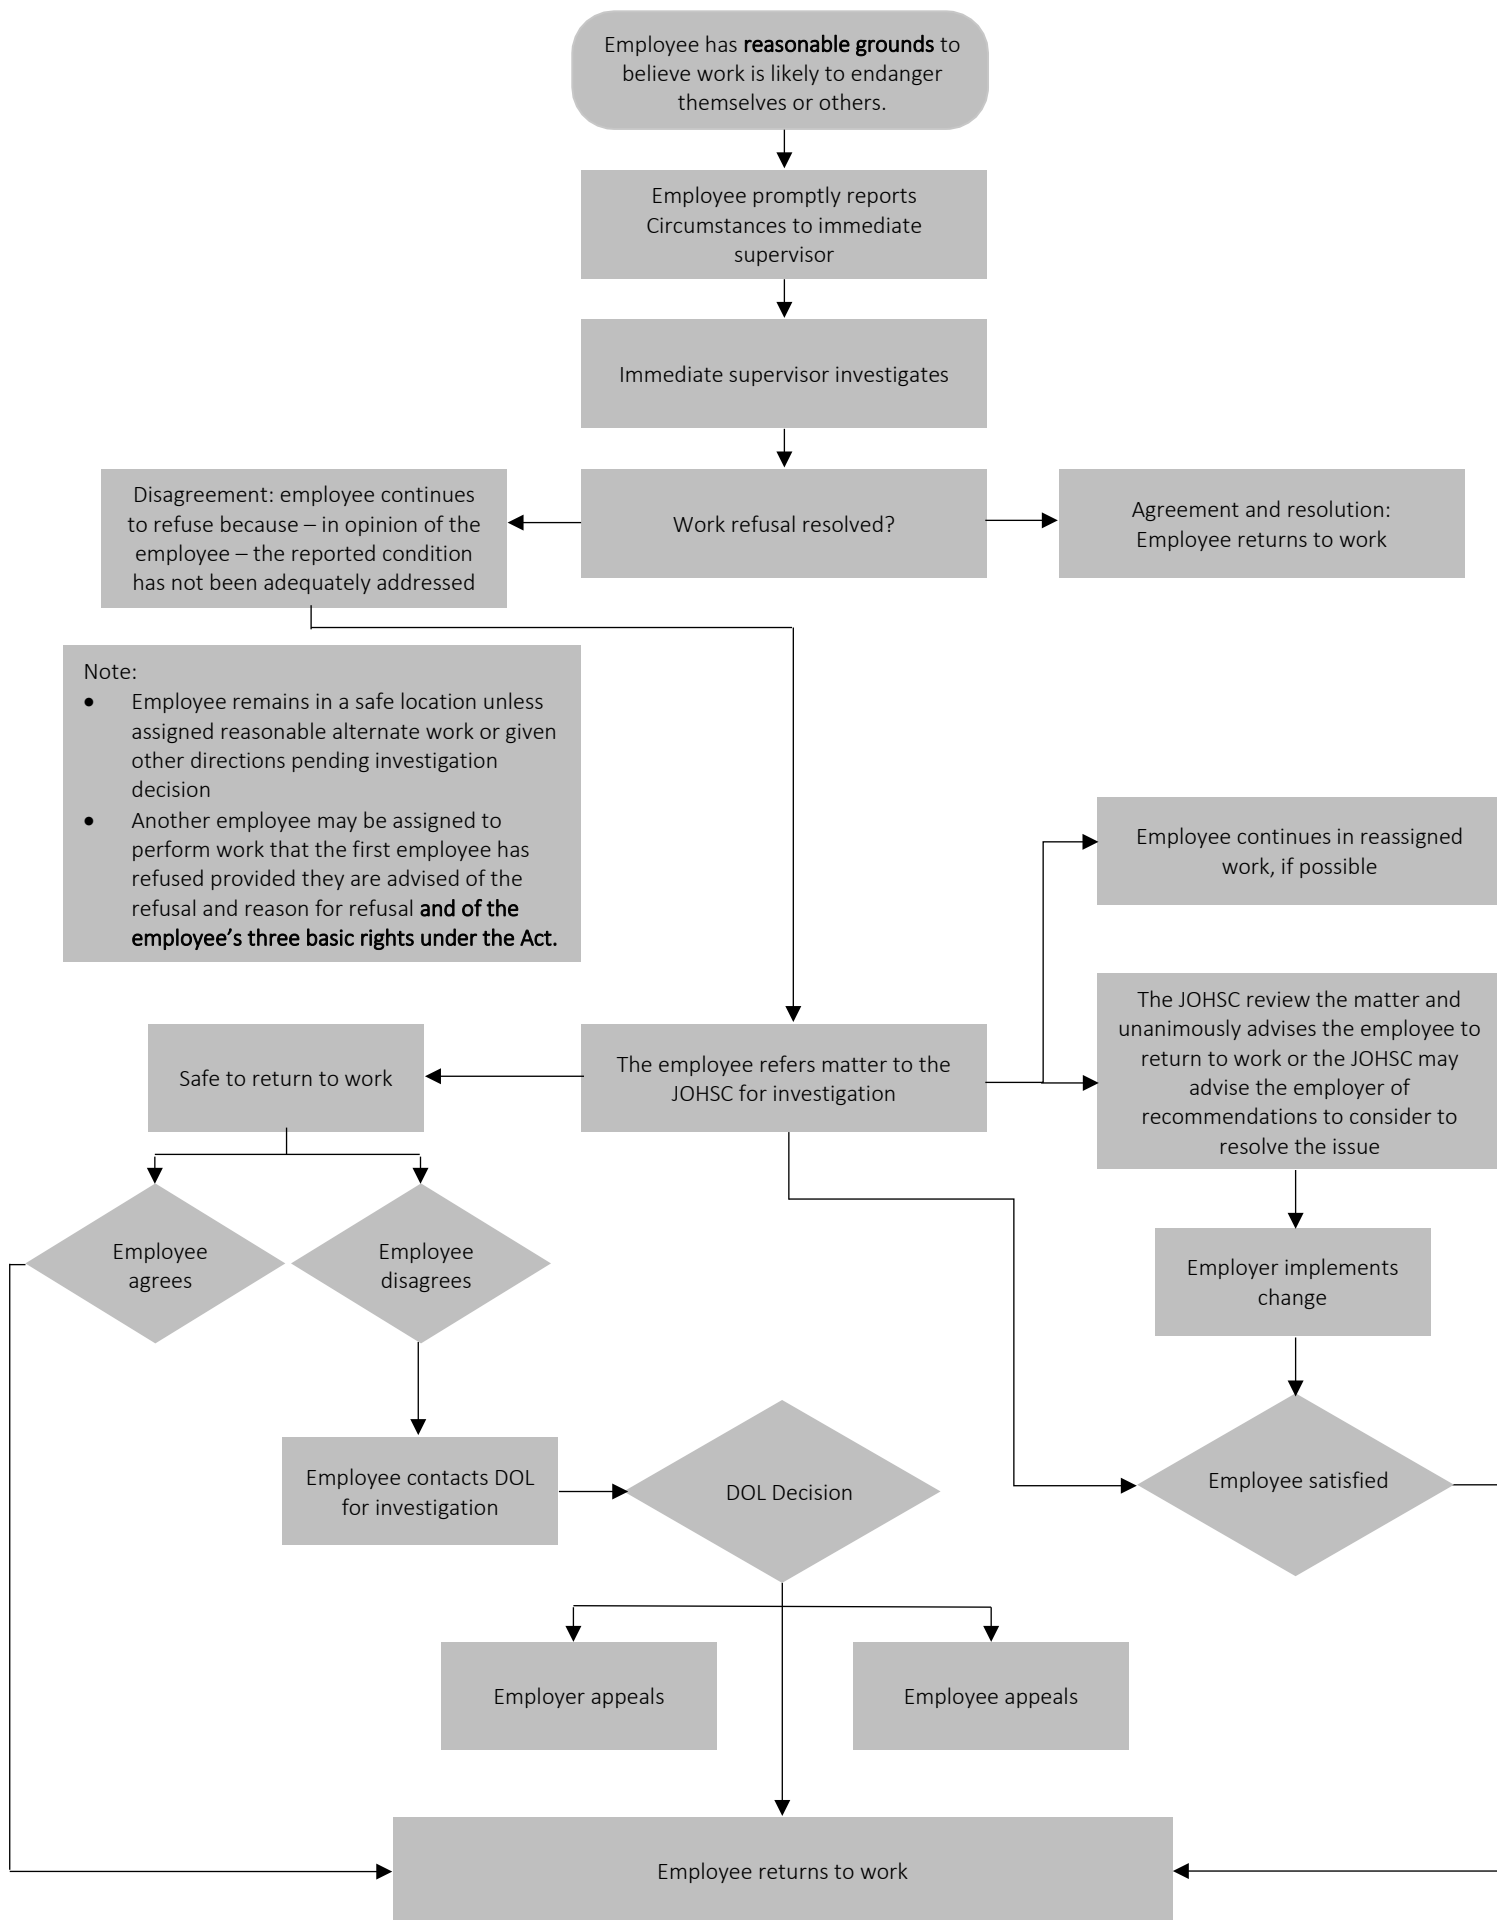 Employee has reasonable grounds to
believe work is likely to endanger
themselves or others.
Employee promptly reports
Circumstances to immediate
supervisor
Immediate supervisor investigates
Disagreement: employee continues
to refuse because – in opinion of the
employee – the reported condition
has not been adequately addressed
Work refusal resolved?
Agreement and resolution:
Employee returns to work
Note:
• Employee remains in a safe location unless
assigned reasonable alternate work or given
other directions pending investigation
decision
• Another employee may be assigned to
perform work that the first employee has
refused provided they are advised of the
refusal and reason for refusal and of the
employee’s three basic rights under the Act.
Employee continues in reassigned
work, if possible
Safe to return to work
The employee refers matter to the
JOHSC for investigation
The JOHSC review the matter and
unanimously advises the employee to
return to work or the JOHSC may
advise the employer of
recommendations to consider to
resolve the issue
Employee
agrees
Employee
disagrees
Employer implements
change
Employee contacts DOL
for investigation
DOL Decision
Employee satisfied
Employer appeals
Employee appeals
Employee returns to work